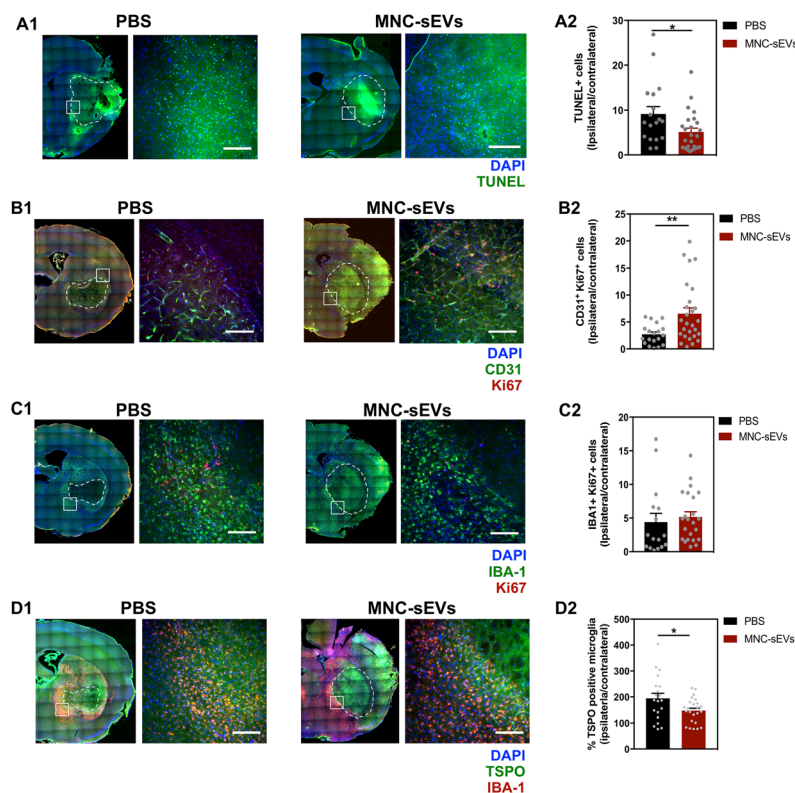 A1
PBS
MNC-sEVs
DAPI
TUNEL
A2
TUNEL+ cells
(Ipsilateral/contralateral)
30
20
10
0
*
PBS
MNC-sEVs
B1
PBS
MNC-sEVs
DAPI
CD31
Ki67
B2
CD31+ Ki67+ cells
(Ipsilateral/contralateral)
25
20
15
10
5
0
**
PBS
MNC-sEVs
C1
PBS
MNC-sEVs
DAPI
IBA-1
Ki67
C2
IBA1+ Ki67+ cells
(Ipsilateral/contralateral)
20
15
10
5
0
PBS
MNC-sEVs
D1
PBS
MNC-sEVs
DAPI
TSPO
IBA-1
D2
% TSPO positive microglia
(Ipsilaterla/contralateral)
500
400
300
200
100
0
*
PBS
MNC-sEVs